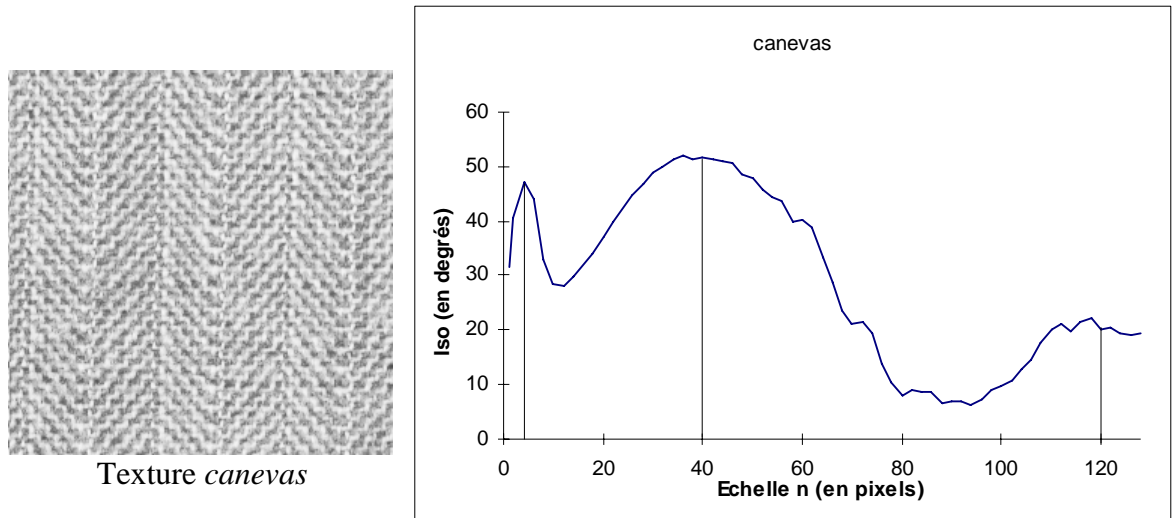 canevas
60
50
40
30
20
10
0
Iso (en degrés)
0 20 40 60 80 100 120
Echelle n (en pixels)
Texture canevas